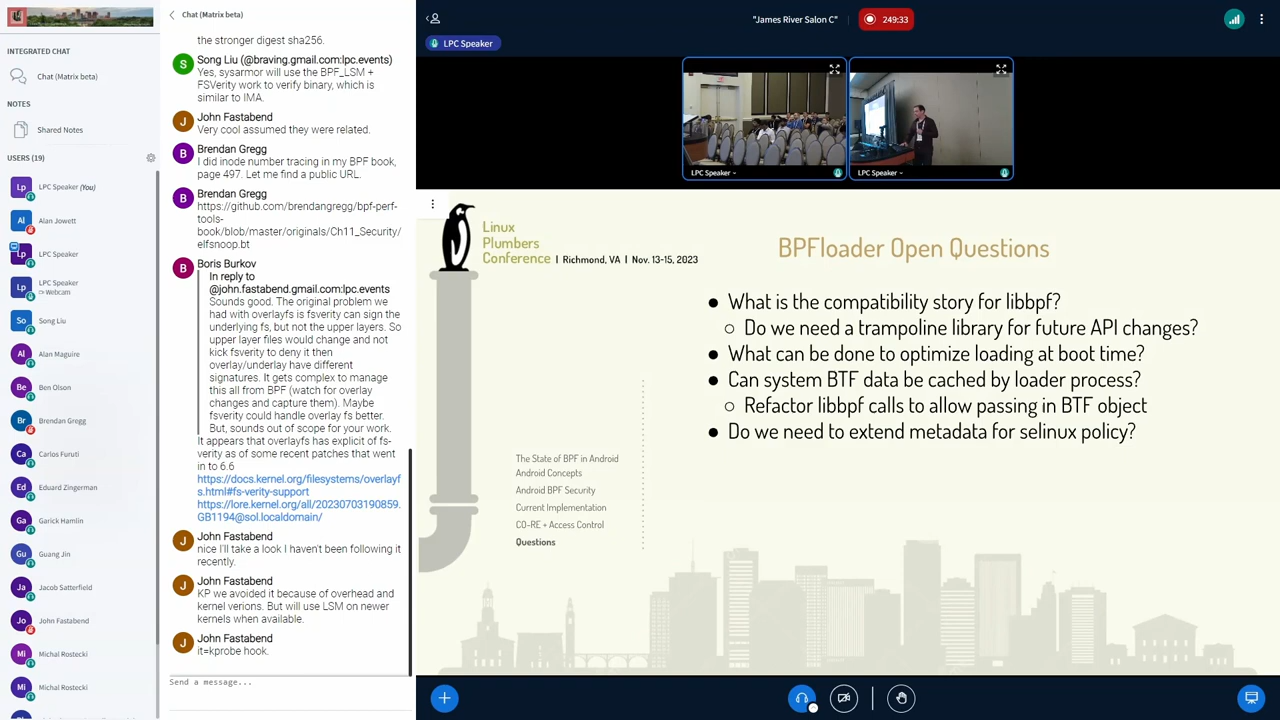 INTEGRATED CHAT
Chat (Matrix beta)
NOTES
Shared Notes
USERS (19)
Lp
LPC Speaker (You)
Al
Alan Jowett
Lp
LPC Speaker
Lp
LPC Speaker
Webcam
So
Song Liu
Al
Alan Maguire
Be
Ben Olson
Br
Brendan Gregg
Ca
Carlos Furuti
Ed
Eduard Zingerman
Ga
Garick Hamlin
Gu
Guang Jin
Ja
Jacob Satterfield
Jo
John Fastabend
Mi
Michal Rostecki
Mi
Michal Rostecki
Chat (Matrix beta)
the stronger digest sha256.
S
Song Liu (@braving.gmail.com:lpc.events)
Yes, sysarmor will use the BPF_LSM +
FSVerity work to verify binary, which is
similar to IMA.
J
John Fastabend
Very cool assumed they were related.
B
Brendan Gregg
I did inode number tracing in my BPF book,
page 497. Let me find a public URL.
B
Brendan Gregg
https://github.com/brendangregg/bpf-perf-
tools-
book/blob/master/originals/Ch11_Security/
elfsnoop.bt
B
Boris Burkov
In reply to
@john.fastabend.gmail.com:lpc.events
Sounds good. The original problem we
had with overlayfs is fsverity can sign the
underlying fs, but not the upper layers. So
upper layer files would change and not
kick fsverity to deny it then
overlay/underlay have different
signatures. It gets complex to manage
this all from BPF (watch for overlay
changes and capture them). Maybe
fsverity could handle overlay fs better.
But, sounds out of scope for your work.
It appears that overlayfs has explicit of fs-
verity as of some recent patches that went
in to 6.6
https://docs.kernel.org/filesystems/overlayf
s.html#fs-verity-support
https://lore.kernel.org/all/20230703190859.
GB1194@sol.localdomain/
J
John Fastabend
nice I'll take a look I haven't been following it
recently.
J
John Fastabend
KP we avoided it because of overhead and
kernel verions. But will use LSM on newer
kernels when available.
J
John Fastabend
it=kprobe hook.
Send a message...
"James River Salon C"
249:33
LPC Speaker
LPC Speaker
LPC Speaker
Linux
Plumbers
Conference | Richmond, VA | Nov. 13-15, 2023
BPFloader Open Questions
● What is the compatibility story for libbpf?
○ Do we need a trampoline library for future API changes?
● What can be done to optimize loading at boot time?
● Can system BTF data be cached by loader process?
○ Refactor libbpf calls to allow passing in BTF object
● Do we need to extend metadata for selinux policy?
The State of BPF in Android
Android Concepts
Android BPF Security
Current Implementation
CO-RE + Access Control
Questions